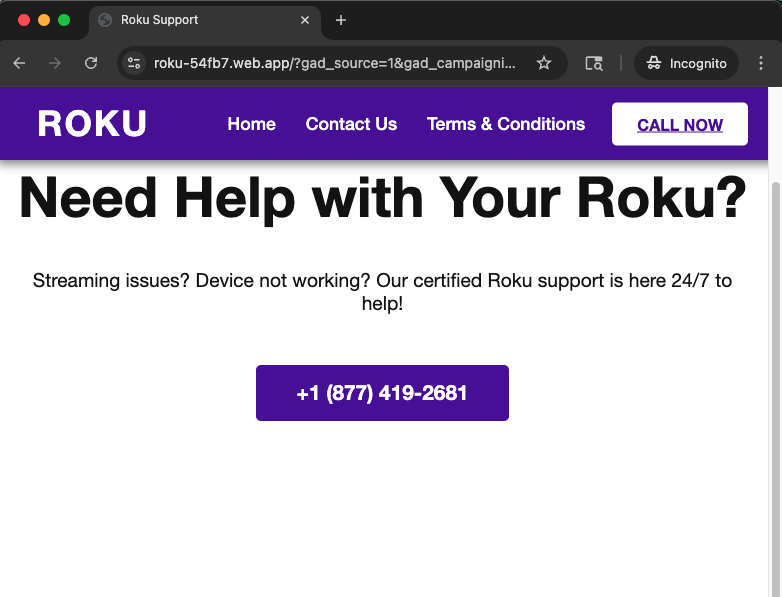 Roku Support
roku-54fb7.web.app/?gad_source=1&gad_campaigni...
Incognito
ROKU
Home
Contact Us
Terms & Conditions
CALL NOW
Need Help with Your Roku?
Streaming issues? Device not working? Our certified Roku support is here 24/7 to
help!
+1 (877) 419-2681